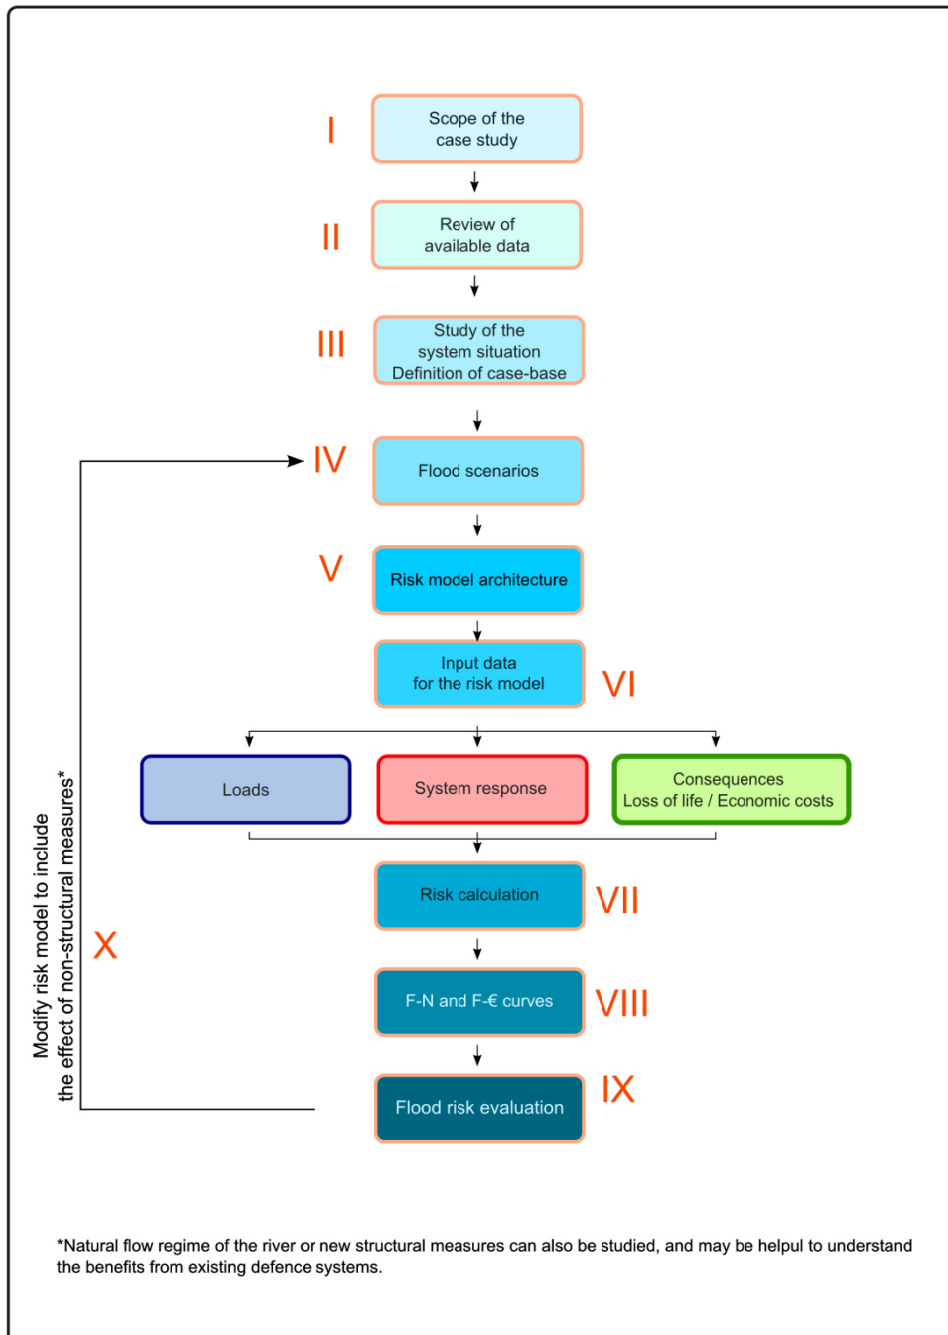 I
Scope of the
case study
II
Review of
available data
III
Study of the
system situation
Definition of case-base
IV
Flood scenarios
V
Risk model architecture
Input data
for the risk model
VI
Loads
System response
Consequences
Loss of life / Economic costs
Risk calculation
VII
Modify risk model to include
the effect of non-structural measures*
X
F-N and F-€ curves
VIII
Flood risk evaluation
IX
*Natural flow regime of the river or new structural measures can also be studied, and may be helpul to understand
the benefits from existing defence systems.